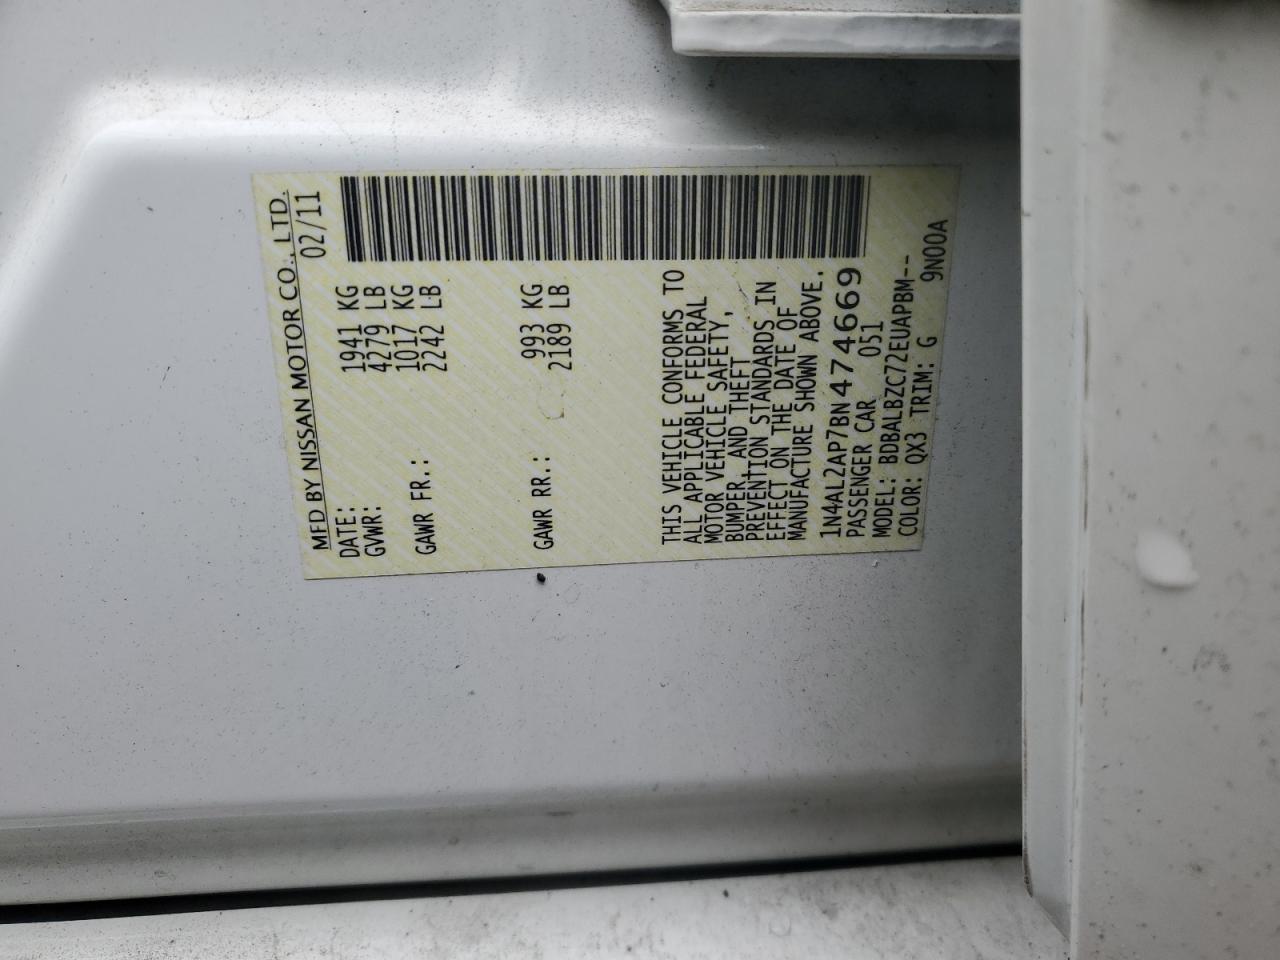 MFD BY NISSAN MOTOR CO., LTD.
DATE: 02/11
GVWR: 1941 KG
4279 LB
GAWR FR.: 1017 KG
2242 LB
GAWR RR.: 993 KG
2189 LB
THIS VEHICLE CONFORMS TO
ALL APPLICABLE FEDERAL
MOTOR VEHICLE SAFETY,
BUMPER, AND THEFT
PREVENTION STANDARDS IN
EFFECT ON THE DATE OF
MANUFACTURE SHOWN ABOVE.
1N4AL2AP7BN474669
PASSENGER CAR 051
MODEL: BDBALBZC72EUAPBM--
COLOR: QX3 TRIM: G 9N00A